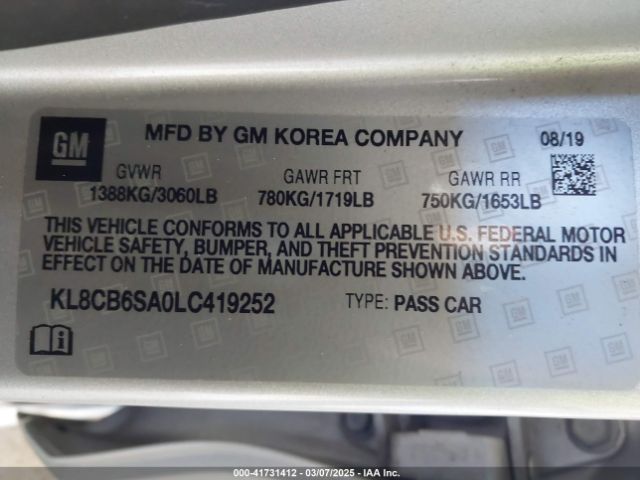 GM
MFD BY GM KOREA COMPANY 08/19
GVWR GAWR FRT GAWR RR
1388KG/3060LB 780KG/1719LB 750KG/1653LB
THIS VEHICLE CONFORMS TO ALL APPLICABLE U.S. FEDERAL MOTOR
VEHICLE SAFETY, BUMPER, AND THEFT PREVENTION STANDARDS IN
EFFECT ON THE DATE OF MANUFACTURE SHOWN ABOVE.
KL8CB6SA0LC419252 TYPE: PASS CAR
000-41731412 — 03/07/2025 — IAA Inc.